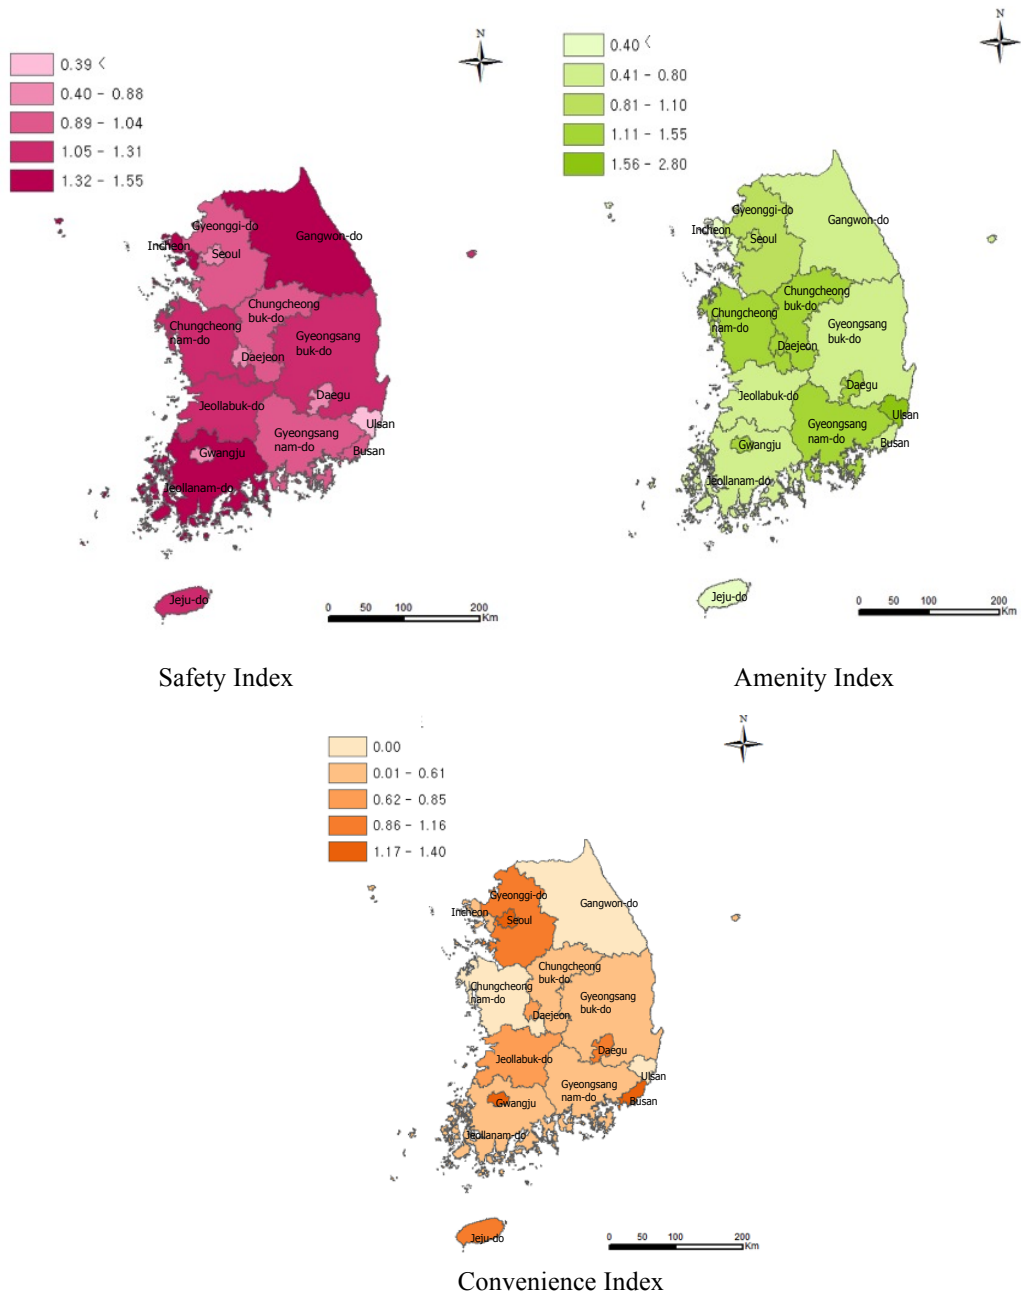 N
0.39 <
0.40 - 0.88
0.89 - 1.04
1.05 - 1.31
1.32 - 1.55
Gyeonggi-do
Incheon
Seoul
Gangwon-do
Chungcheong
buk-do
Chungcheong
nam-do
Gyeongsang
buk-do
Daejeon
Daegu
Jeollabuk-do
Ulsan
Gyeongsang
nam-do
Busan
Gwangju
Jeollanam-do
Jeju-do
0 50 100 200
Km
Safety Index
N
0.40 <
0.41 - 0.80
0.81 - 1.10
1.11 - 1.55
1.56 - 2.80
Gyeonggi-do
Incheon
Seoul
Gangwon-do
Chungcheong
buk-do
Chungcheong
nam-do
Gyeongsang
buk-do
Daejeon
Daegu
Jeollabuk-do
Ulsan
Gyeongsang
nam-do
Busan
Gwangju
Jeollanam-do
Jeju-do
0 50 100 200
Km
Amenity Index
N
0.00
0.01 - 0.61
0.62 - 0.85
0.86 - 1.16
1.17 - 1.40
Gyeonggi-do
Incheon
Seoul
Gangwon-do
Chungcheong
buk-do
Chungcheong
nam-do
Gyeongsang
buk-do
Daejeon
Daegu
Jeollabuk-do
Ulsan
Gyeongsang
nam-do
Busan
Gwangju
Jeollanam-do
Jeju-do
0 50 100 200
Km
Convenience Index